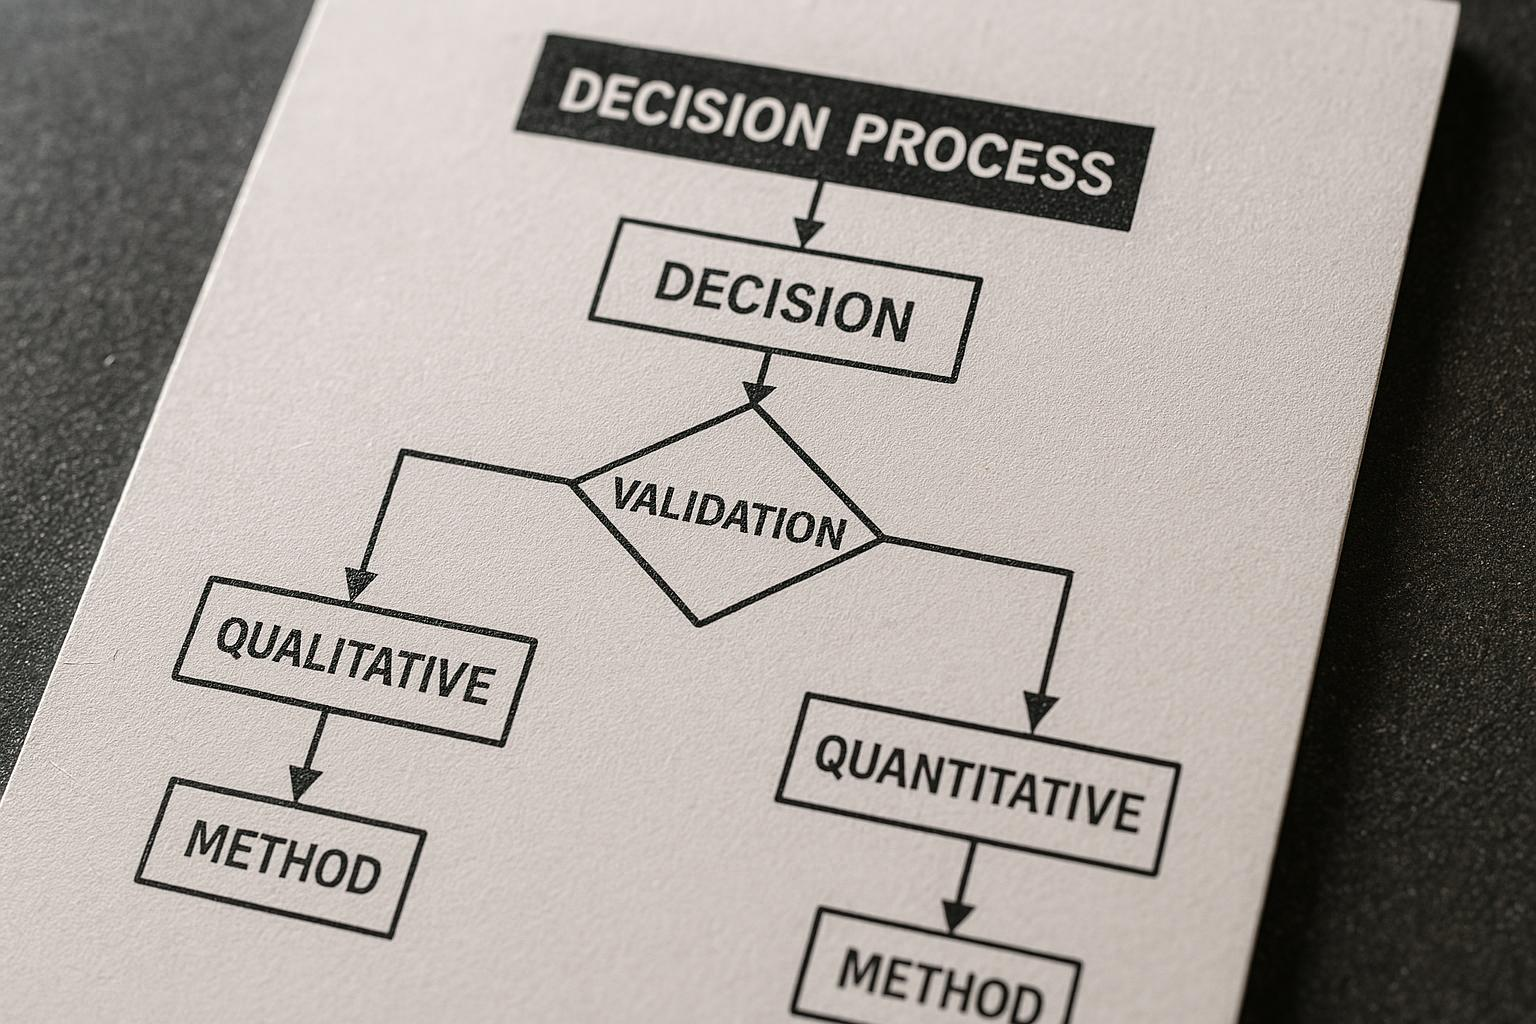 DECISION PROCESS
DECISION
VALIDATION
QUALITATIVE
QUANTITATIVE
METHOD
METHOD